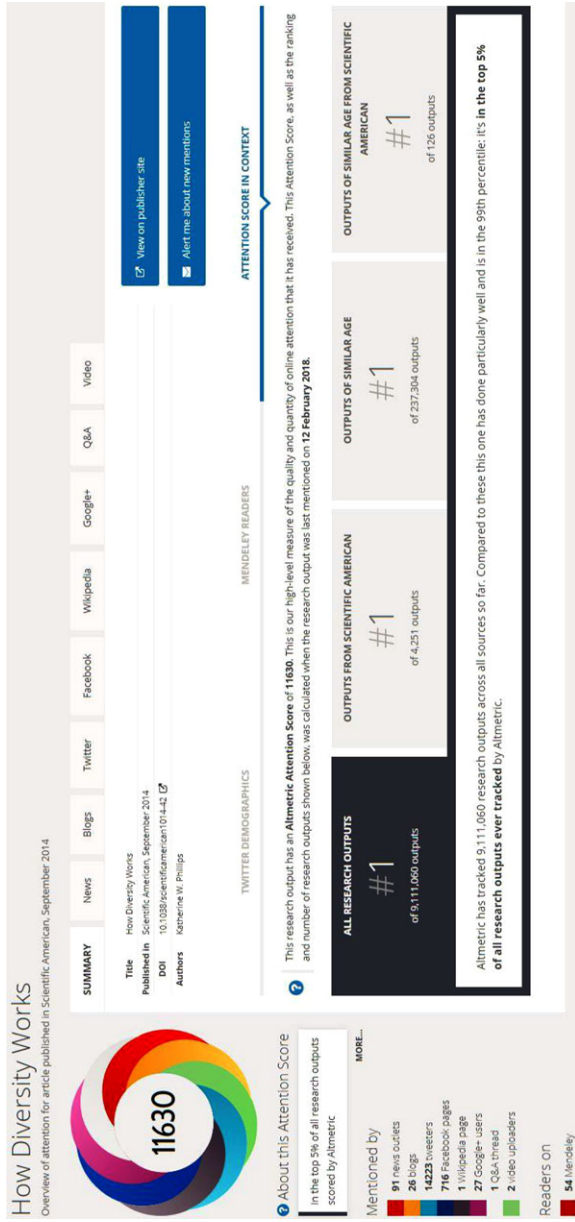 How Diversity Works
Overview of attention for article published in Scientific American, September 2014
11630
? About this Attention Score
In the top 5% of all research outputs
scored by Altmetric
MORE...
Mentioned by
91 news outlets
26 blogs
14223 tweeters
716 Facebook pages
1 Wikipedia page
27 Google+ users
1 Q&A thread
2 video uploaders
Readers on
54 Mendeley
SUMMARY News Blogs Twitter Facebook Wikipedia Google+ Q&A Video
Title How Diversity Works
Published in Scientific American, September 2014
DOI 10.1038/scientificamerican1014-42
Authors Katherine W. Phillips
View on publisher site
Alert me about new mentions
TWITTER DEMOGRAPHICS MENDELEY READERS ATTENTION SCORE IN CONTEXT
? This research output has an Altmetric Attention Score of 11630. This is our high-level measure of the quality and quantity of online attention that it has received. This Attention Score, as well as the ranking
and number of research outputs shown below, was calculated when the research output was last mentioned on 12 February 2018.
ALL RESEARCH OUTPUTS
#1
of 9,111,060 outputs
OUTPUTS FROM SCIENTIFIC AMERICAN
#1
of 4,251 outputs
OUTPUTS OF SIMILAR AGE
#1
of 237,304 outputs
OUTPUTS OF SIMILAR AGE FROM SCIENTIFIC
AMERICAN
#1
of 126 outputs
Altmetric has tracked 9,111,060 research outputs across all sources so far. Compared to these this one has done particularly well and is in the 99th percentile: it's in the top 5%
of all research outputs ever tracked by Altmetric.